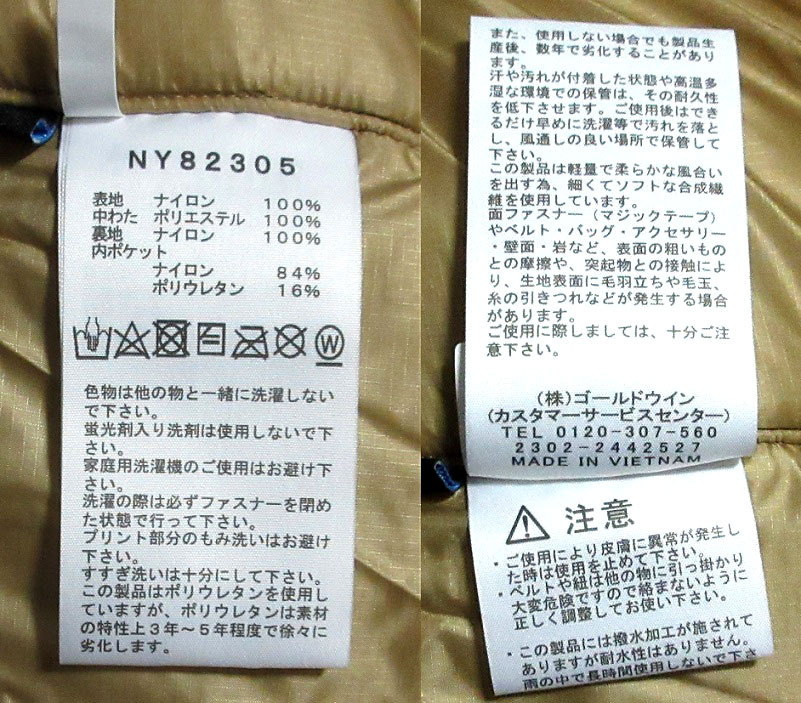 NY82305
表地 ナイロン 100%
中わた ポリエステル 100%
裏地 ナイロン 100%
内ポケット
ナイロン 84%
ポリウレタン 16%
W
色物は他の物と一緒に洗濯しない
で下さい。
蛍光剤入り洗剤は使用しないで下
さい。
家庭用洗濯機のご使用はお避け下
さい。
洗濯の際は必ずファスナーを閉め
た状態で行って下さい。
プリント部分のもみ洗いはお避け
下さい。
すすぎ洗いは十分にして下さい。
この製品はポリウレタンを使用し
ていますが、ポリウレタンは素材
の特性上3年～5年程度で徐々に
劣化します。
また、使用しない場合でも製品生
産後、数年で劣化することがあり
ます。
汗や汚れが付着した状態や高温多
湿な環境での保管は、その耐久性
を低下させます。ご使用後はでき
るだけ早めに洗濯等で汚れを落と
し、風通しの良い場所で保管して
下さい。
この製品は軽量で柔らかな風合い
を出す為、細くてソフトな合成繊
維を使用しています。
面ファスナー（マジックテープ）
やベルト・バッグ・アクセサリー
・壁面・岩など、表面の粗いもの
との摩擦や、突起物との接触によ
り、生地表面に毛羽立ちや毛玉、
糸の引きつれなどが発生する場合
があります。
ご使用に際しましては、十分ご注
意下さい。
(株)ゴールドウイン
(カスタマーサービスセンター)
TEL 0120-307-560
2302-2442527
MADE IN VIETNAM
注意
・ご使用により皮膚に異常が発生し
た時は使用を止めて下さい。
・ベルトや紐は他の物に引っ掛かり
大変危険ですので絡まないように
正しく調整してお使い下さい。
・この製品には撥水加工が施されて
ありますが耐水性はありません。
雨の中で長時間使用しないで下さ